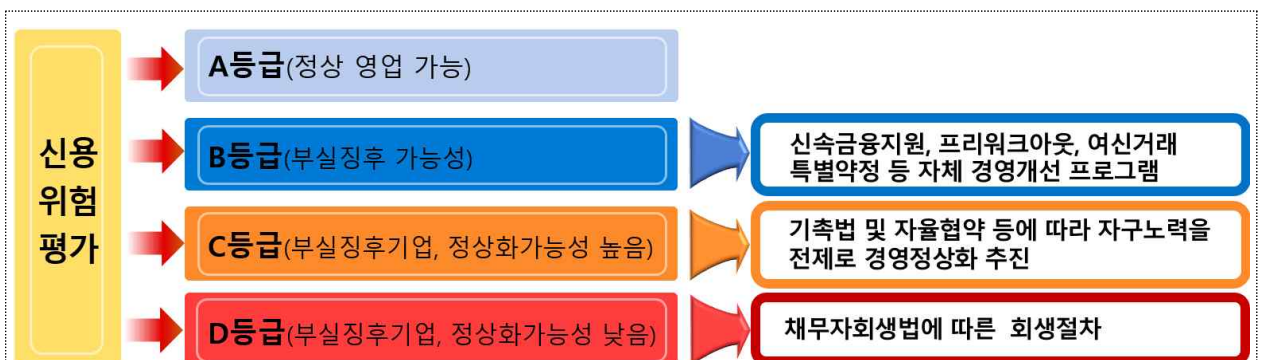 신용
위험
평가
A등급(정상 영업 가능)
B등급(부실징후 가능성)
신속금융지원, 프리워크아웃, 여신거래
특별약정 등 자체 경영개선 프로그램
C등급(부실징후기업, 정상화가능성 높음)
기촉법 및 자율협약 등에 따라 자구노력을
전제로 경영정상화 추진
D등급(부실징후기업, 정상화가능성 낮음)
채무자회생법에 따른 회생절차